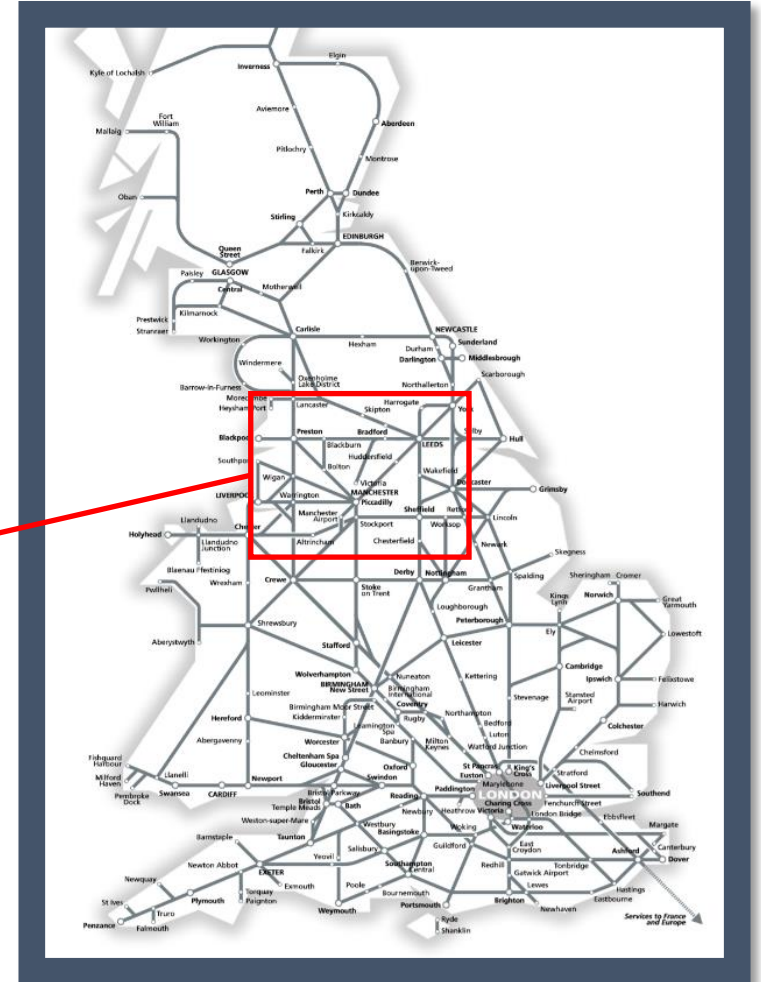 Elgin
Inverness
Kyle of Lochalsh
Aviemore
Fort
William
Mallaig
Aberdeen
Pitlochry
Montrose
Perth
Dundee
Oban
Stirling
Kirkcaldy
EDINBURGH
Queen
Street
Falkirk
Berwick-
upon-Tweed
Paisley
GLASGOW
Central
Motherwell
Prestwick
Kilmarnock
Stranraer
Carlisle
NEWCASTLE
Workington
Hexham
Sunderland
Durham
Darlington
Middlesbrough
Windermere
Scarborough
Oxenholme
Lake District
Barrow-in-Furness
Northallerton
Lancaster
Harrogate
Skipton
Preston
Bradford
LEEDS
Hull
Blackburn
Huddersfield
Bolton
Wakefield
Wigan
Victoria
MANCHESTER
Piccadilly
Grimsby
Warrington
Manchester
Airport
Sheffield
Stockport
Worksop
Lincoln
Llandudno
Holyhead
Llandudno
Junction
Altrincham
Chesterfield
Newark
Skegness
Blaenau Ffestiniog
Pwllheli
Wrexham
Crewe
Stoke
on Trent
Derby
Nottingham
Grantham
Spalding
Sheringham
Cromer
Kings
Lynn
Norwich
Great
Yarmouth
Loughborough
Peterborough
Shrewsbury
Ely
Lowestoft
Aberystwyth
Stafford
Leicester
Wolverhampton
BIRMINGHAM
New Street
Nuneaton
Kettering
Cambridge
Ipswich
Felixstowe
Birmingham
International
Leominster
Birmingham Moor Street
Coventry
Stevenage
Stansted
Airport
Harwich
Hereford
Kidderminster
Rugby
Northampton
Bedford
Colchester
Leamington
Spa
Abergavenny
Worcester
Banbury
Milton
Keynes
Luton
Watford Junction
Chelmsford
Cheltenham Spa
Gloucester
Oxford
Fishguard
Harbour
Milford
Haven
Llanelli
Pembroke
Dock
Swansea
CARDIFF
Newport
Swindon
St Pancras
Euston
King's
Cross
Stratford
Liverpool Street
Marylebone
Paddington
LONDON
Southend
Bristol Parkway
Bristol
Temple Meads
Bath
Reading
Charing Cross
Fenchurch Street
Newbury
Heathrow
Victoria
London Bridge
Ebbsfleet
Weston-super-Mare
Westbury
Waterloo
Margate
Barnstaple
Taunton
Basingstoke
Woking
East
Croydon
Canterbury
Guildford
Ashford
Dover
Newton Abbot
Yeovil
Salisbury
Redhill
Tonbridge
Gatwick Airport
EXETER
Southampton
Central
Newquay
Exmouth
Poole
Lewes
Hastings
St Ives
Plymouth
Torquay
Paignton
Bournemouth
Eastbourne
Truro
Weymouth
Portsmouth
Brighton
Newhaven
Penzance
Falmouth
Ryde
Shanklin
Services to France
and Europe